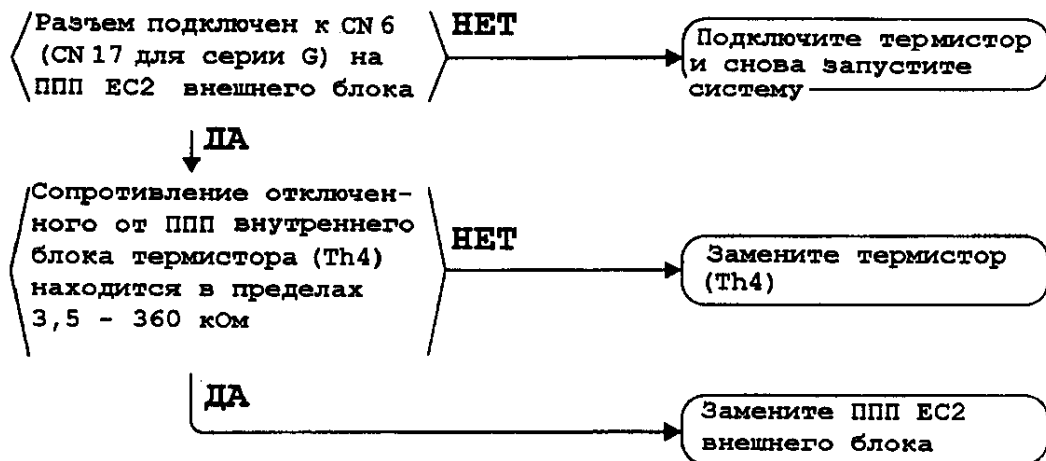 Разъем подключен к CN 6
(CN 17 для серии G) на
ППП EC2 внешнего блока
НЕТ
Подключите термистор
и снова запустите
систему
ДА
Сопротивление отключен-
ного от ППП внутреннего
блока термистора (Th4)
находится в пределах
3,5 - 360 кОм
НЕТ
Замените термистор
(Th4)
ДА
Замените ППП EC2
внешнего блока